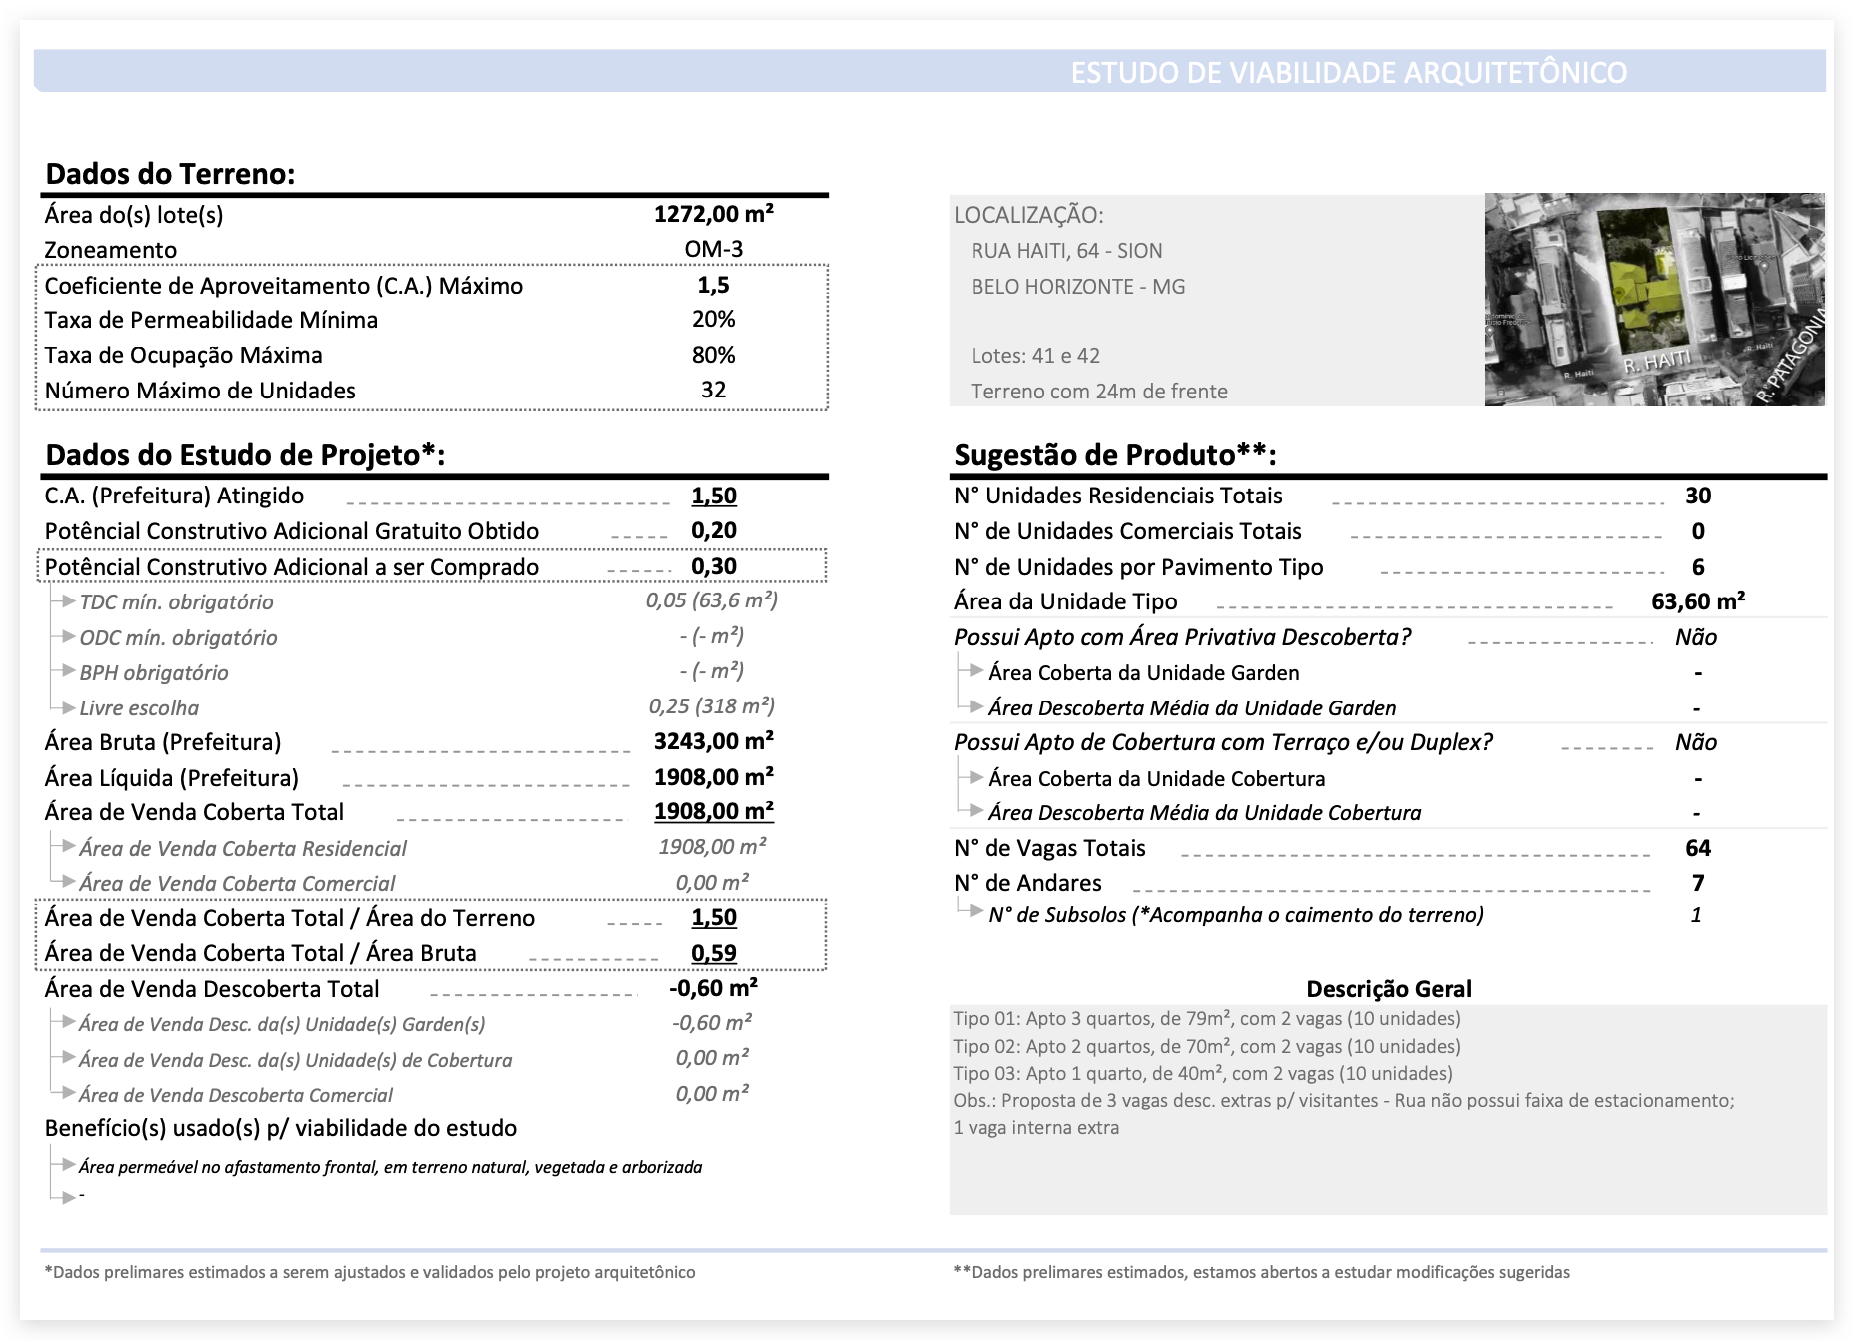 ESTUDO DE VIABILIDADE ARQUITETÔNICO
Dados do Terreno:
Área do(s) lote(s) 1272,00 m²
Zoneamento OM-3
Coeficiente de Aproveitamento (C.A.) Máximo 1,5
Taxa de Permeabilidade Mínima 20%
Taxa de Ocupação Máxima 80%
Número Máximo de Unidades 32
LOCALIZAÇÃO:
RUA HAITI, 64 - SION
BELO HORIZONTE - MG
Lotes: 41 e 42
Terreno com 24m de frente
R. HAITI
R. Haiti
R. Haiti
R. PATAGONIA
Dados do Estudo de Projeto*:
C.A. (Prefeitura) Atingido 1,50
Potêncial Construtivo Adicional Gratuito Obtido 0,20
Potêncial Construtivo Adicional a ser Comprado 0,30
TDC mín. obrigatório 0,05 (63,6 m²)
ODC mín. obrigatório - (- m²)
BPH obrigatório - (- m²)
Livre escolha 0,25 (318 m²)
Área Bruta (Prefeitura) 3243,00 m²
Área Líquida (Prefeitura) 1908,00 m²
Área de Venda Coberta Total 1908,00 m²
Área de Venda Coberta Residencial 1908,00 m²
Área de Venda Coberta Comercial 0,00 m²
Área de Venda Coberta Total / Área do Terreno 1,50
Área de Venda Coberta Total / Área Bruta 0,59
Área de Venda Descoberta Total -0,60 m²
Área de Venda Desc. da(s) Unidade(s) Garden(s) -0,60 m²
Área de Venda Desc. da(s) Unidade(s) de Cobertura 0,00 m²
Área de Venda Descoberta Comercial 0,00 m²
Benefício(s) usado(s) p/ viabilidade do estudo
Área permeável no afastamento frontal, em terreno natural, vegetada e arborizada
-
Sugestão de Produto**:
N° Unidades Residenciais Totais 30
N° de Unidades Comerciais Totais 0
N° de Unidades por Pavimento Tipo 6
Área da Unidade Tipo 63,60 m²
Possui Apto com Área Privativa Descoberta? Não
Área Coberta da Unidade Garden -
Área Descoberta Média da Unidade Garden -
Possui Apto de Cobertura com Terraço e/ou Duplex? Não
Área Coberta da Unidade Cobertura -
Área Descoberta Média da Unidade Cobertura -
N° de Vagas Totais 64
N° de Andares 7
N° de Subsolos (*Acompanha o caimento do terreno) 1
Descrição Geral
Tipo 01: Apto 3 quartos, de 79m², com 2 vagas (10 unidades)
Tipo 02: Apto 2 quartos, de 70m², com 2 vagas (10 unidades)
Tipo 03: Apto 1 quarto, de 40m², com 2 vagas (10 unidades)
Obs.: Proposta de 3 vagas desc. extras p/ visitantes - Rua não possui faixa de estacionamento;
1 vaga interna extra
*Dados prelimares estimados a serem ajustados e validados pelo projeto arquitetônico
**Dados prelimares estimados, estamos abertos a estudar modificações sugeridas